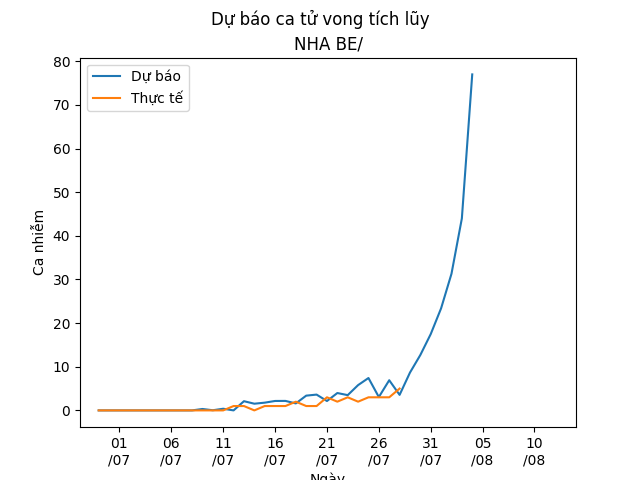 Dự báo ca tử vong tích lũy
NHA BE/
Dự báo
Thực tế
Ca nhiễm
80
70
60
50
40
30
20
10
0
01 06 11 16 21 26 31 05 10
/07 /07 /07 /07 /07 /07 /07 /08 /08
Ngày